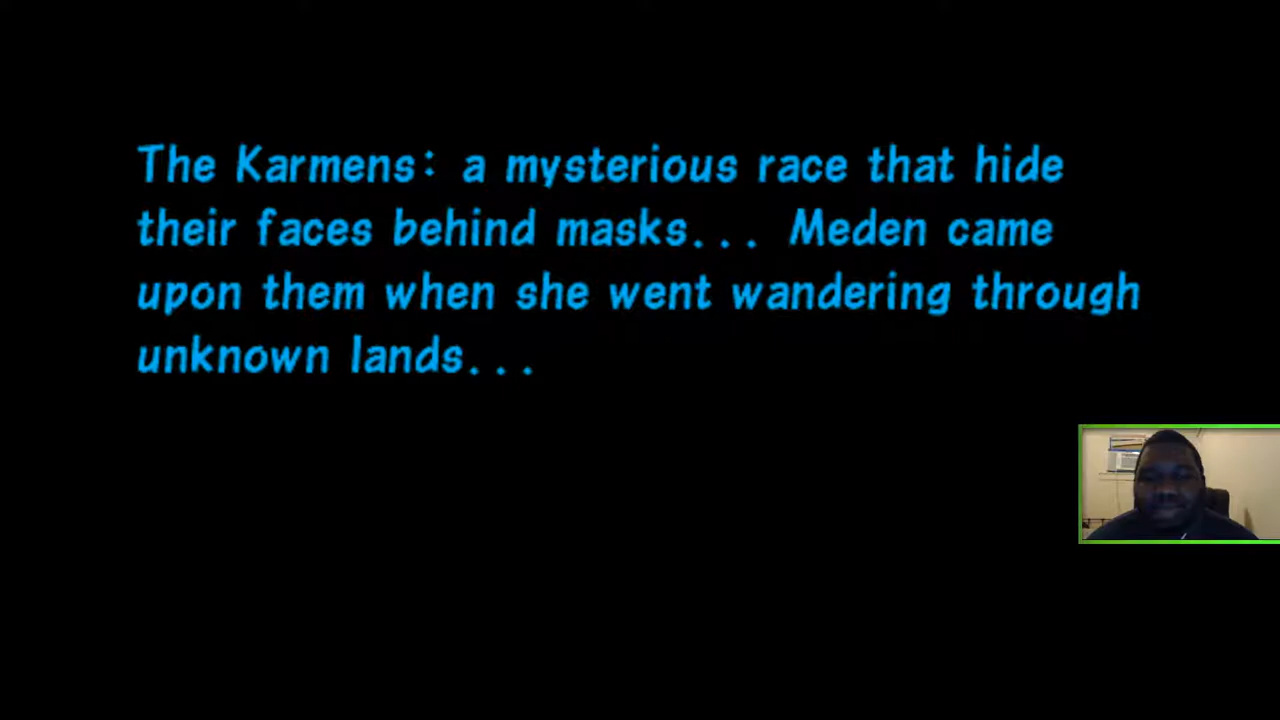 The Karmens: a mysterious race that hide
their faces behind masks... Meden came
upon them when she went wandering through
unknown lands...